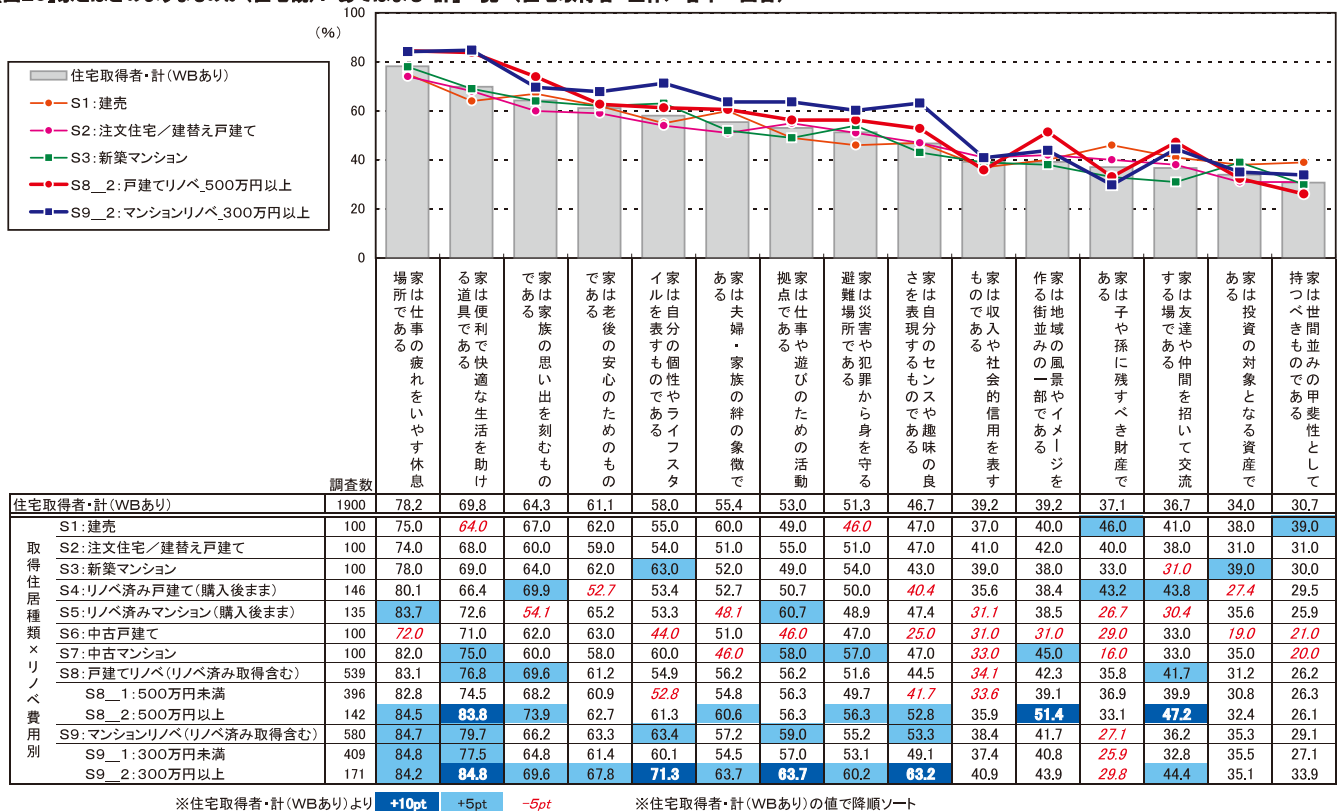 (%)
100
80
60
40
20
0
住宅取得者・計(WBあり)
S1:建売
S2:注文住宅/建替え戸建て
S3:新築マンション
S8_2:戸建てリノベ_500万円以上
S9_2:マンションリノベ_300万円以上
家は仕事の疲れをいやす休息
場所である
家は便利で快適な生活を助け
る道具である
家は家族の思い出を刻むもの
である
家は老後の安心のためのもの
である
家は自分の個性やライフスタ
イルを表すものである
家は夫婦・家族の絆の象徴で
ある
家は仕事や遊びのための活動
拠点である
家は災害や犯罪から身を守る
避難場所である
家は自分のセンスや趣味の良
さを表現するものである
家は収入や社会的信用を表す
ものである
家は地域の風景やイメージを
作る街並みの一部である
家は子や孫に残すべき財産で
ある
家は友達や仲間を招いて交流
する場である
家は投資の対象となる資産で
ある
家は世間並みの甲斐性として
持つべきものである
調査数
住宅取得者・計(WBあり) 1900 78.2 69.8 64.3 61.1 58.0 55.4 53.0 51.3 46.7 39.2 39.2 37.1 36.7 34.0 30.7
取得住居種類×リノベ費用別
S1:建売 100 75.0 64.0 67.0 62.0 55.0 60.0 49.0 46.0 47.0 37.0 40.0 46.0 41.0 38.0 39.0
S2:注文住宅/建替え戸建て 100 74.0 68.0 60.0 59.0 54.0 51.0 55.0 51.0 47.0 41.0 42.0 40.0 38.0 31.0 31.0
S3:新築マンション 100 78.0 69.0 64.0 62.0 63.0 52.0 49.0 54.0 43.0 39.0 38.0 33.0 31.0 39.0 30.0
S4:リノベ済み戸建て(購入後まま) 146 80.1 66.4 69.9 52.7 53.4 52.7 50.7 50.0 40.4 35.6 38.4 43.2 43.8 27.4 29.5
S5:リノベ済みマンション(購入後まま) 135 83.7 72.6 54.1 65.2 53.3 48.1 60.7 48.9 47.4 31.1 38.5 26.7 30.4 35.6 25.9
S6:中古戸建て 100 72.0 71.0 62.0 63.0 44.0 51.0 46.0 47.0 25.0 31.0 31.0 29.0 33.0 19.0 21.0
S7:中古マンション 100 82.0 75.0 60.0 58.0 60.0 46.0 58.0 57.0 47.0 33.0 45.0 16.0 33.0 35.0 20.0
S8:戸建てリノベ(リノベ済み取得含む) 539 83.1 76.8 69.6 61.2 54.9 56.2 56.2 51.6 44.5 34.1 42.3 35.8 41.7 31.2 26.2
S8_1:500万円未満 396 82.8 74.5 68.2 60.9 52.8 54.8 56.3 49.7 41.7 33.6 39.1 36.9 39.9 30.8 26.3
S8_2:500万円以上 142 84.5 83.8 73.9 62.7 61.3 60.6 56.3 56.3 52.8 35.9 51.4 33.1 47.2 32.4 26.1
S9:マンションリノベ(リノベ済み取得含む) 580 84.7 79.7 66.2 63.3 63.4 57.2 59.0 55.2 53.3 38.4 41.7 27.1 36.2 35.3 29.1
S9_1:300万円未満 409 84.8 77.5 64.8 61.4 60.1 54.5 57.0 53.1 49.1 37.4 40.8 25.9 32.8 35.5 27.1
S9_2:300万円以上 171 84.2 84.8 69.6 67.8 71.3 63.7 63.7 60.2 63.2 40.9 43.9 29.8 44.4 35.1 33.9
※住宅取得者・計(WBあり)より +10pt +5pt -5pt ※住宅取得者・計(WBあり)の値で降順ソート